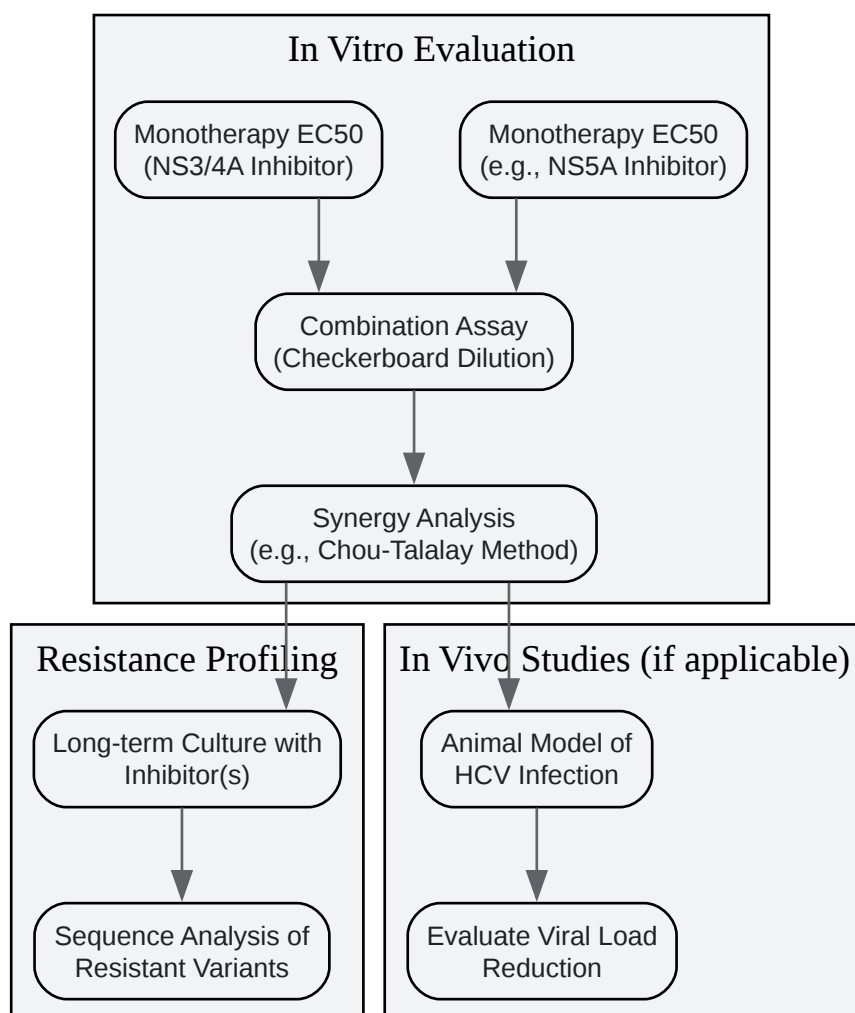 In Vitro Evaluation
Monotherapy EC50
(NS3/4A Inhibitor)
Monotherapy EC50
(e.g., NS5A Inhibitor)
Combination Assay
(Checkerboard Dilution)
Synergy Analysis
(e.g., Chou-Talalay Method)
Resistance Profiling
Long-term Culture with
Inhibitor(s)
Sequence Analysis of
Resistant Variants
In Vivo Studies (if applicable)
Animal Model of
HCV Infection
Evaluate Viral Load
Reduction